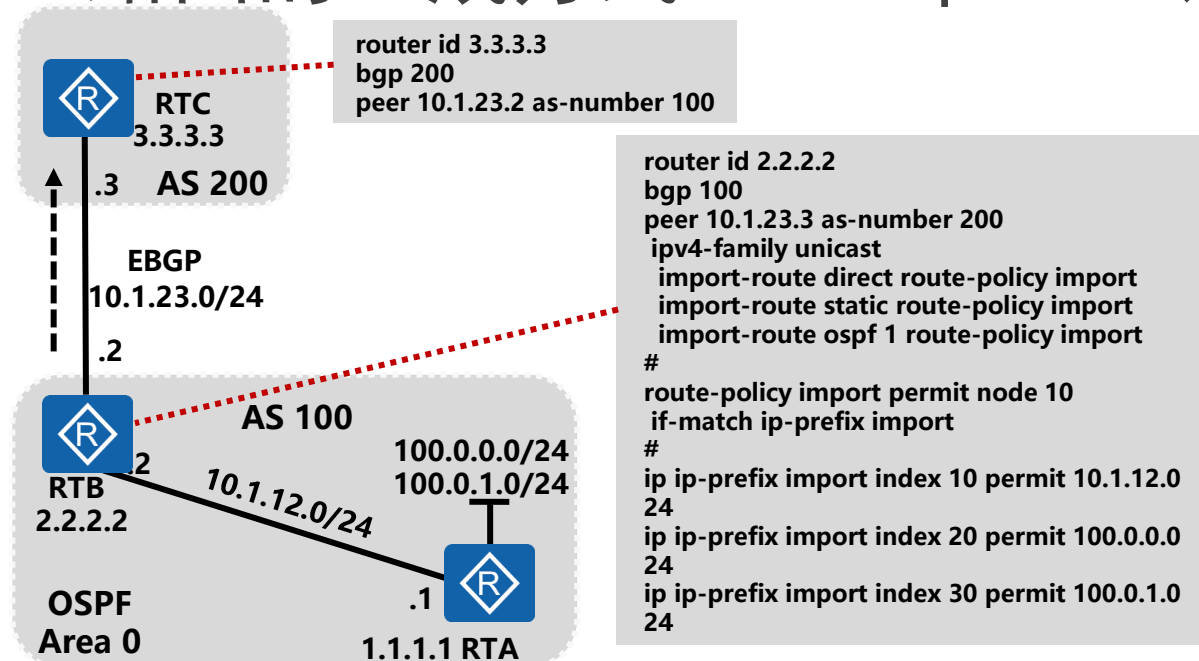 router id 3.3.3.3
bgp 200
peer 10.1.23.2 as-number 100
R
RTC
3.3.3.3
.3
AS 200
EBGP
10.1.23.0/24
.2
router id 2.2.2.2
bgp 100
peer 10.1.23.3 as-number 200
ipv4-family unicast
import-route direct route-policy import
import-route static route-policy import
import-route ospf 1 route-policy import
#
route-policy import permit node 10
if-match ip-prefix import
#
ip ip-prefix import index 10 permit 10.1.12.0
24
ip ip-prefix import index 20 permit 100.0.0.0
24
ip ip-prefix import index 30 permit 100.0.1.0
24
AS 100
R
.2
RTB
2.2.2.2
10.1.12.0/24
100.0.0.0/24
100.0.1.0/24
R
.1
1.1.1.1 RTA
OSPF
Area 0